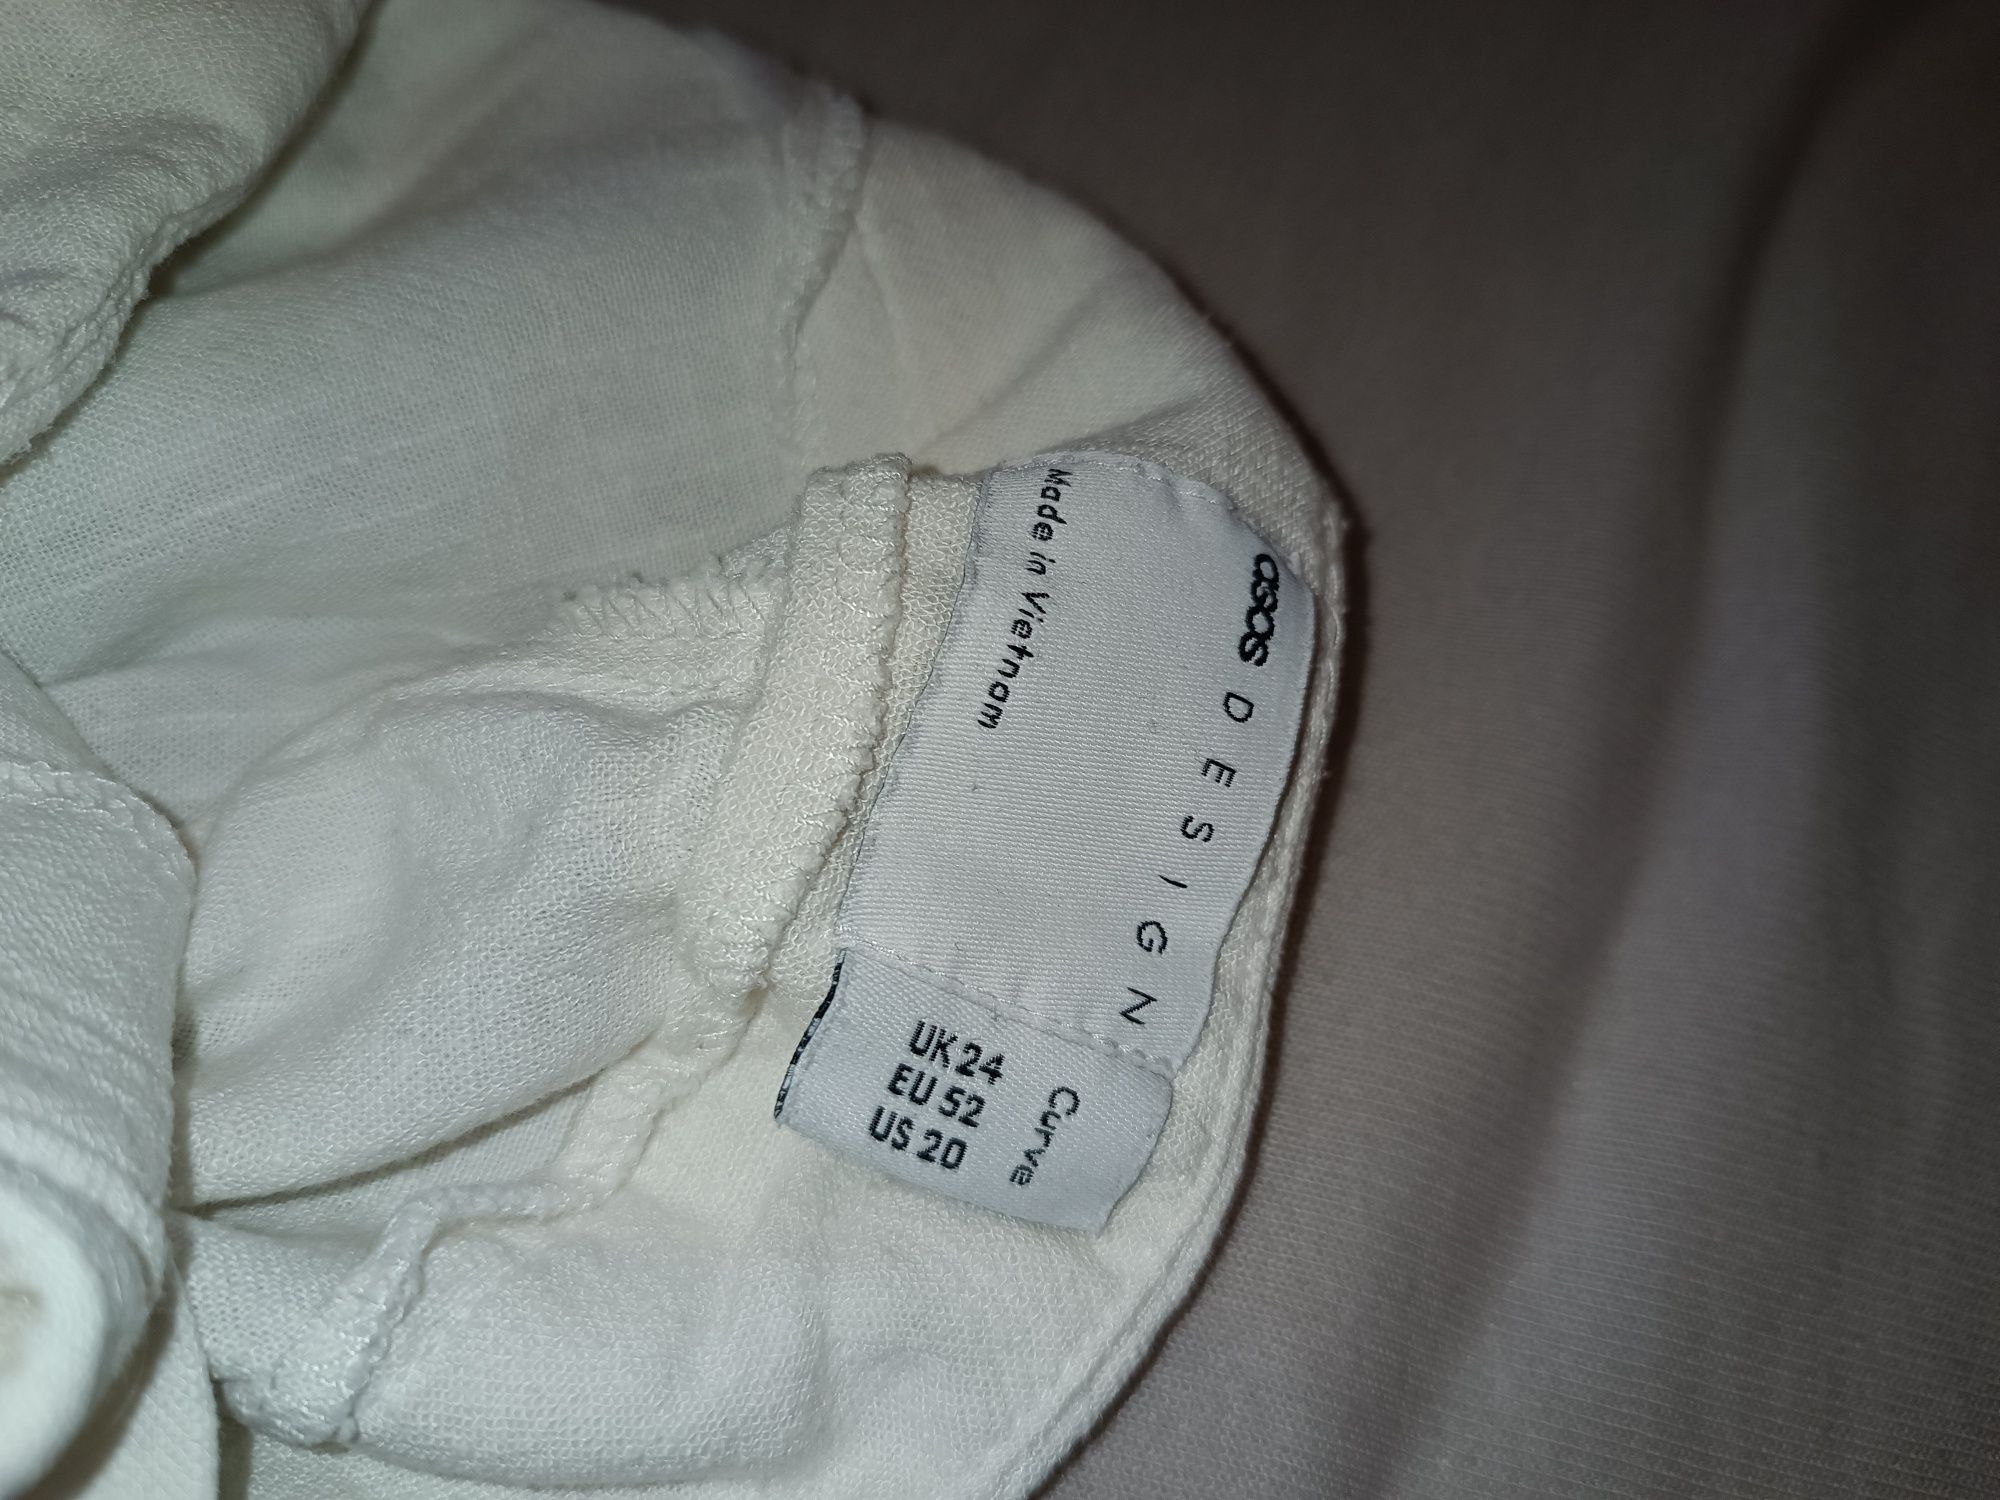 asos DESIGN
Made in Vietnam
Curve
UK 24
EU 52
US 20